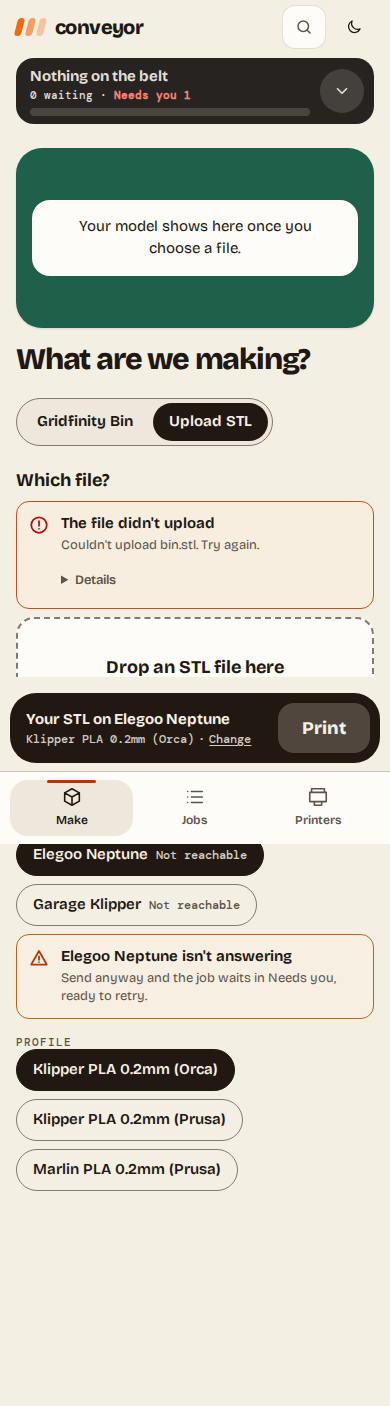 conveyor
Nothing on the belt
0 waiting · Needs you 1
Your model shows here once you
choose a file.
What are we making?
Gridfinity Bin
Upload STL
Which file?
The file didn't upload
Couldn't upload bin.stl. Try again.
Details
Drop an STL file here
Your STL on Elegoo Neptune
Klipper PLA 0.2mm (Orca) · Change
Print
Make
Jobs
Printers
Elegoo Neptune Not reachable
Garage Klipper Not reachable
Elegoo Neptune isn't answering
Send anyway and the job waits in Needs you,
ready to retry.
PROFILE
Klipper PLA 0.2mm (Orca)
Klipper PLA 0.2mm (Prusa)
Marlin PLA 0.2mm (Prusa)